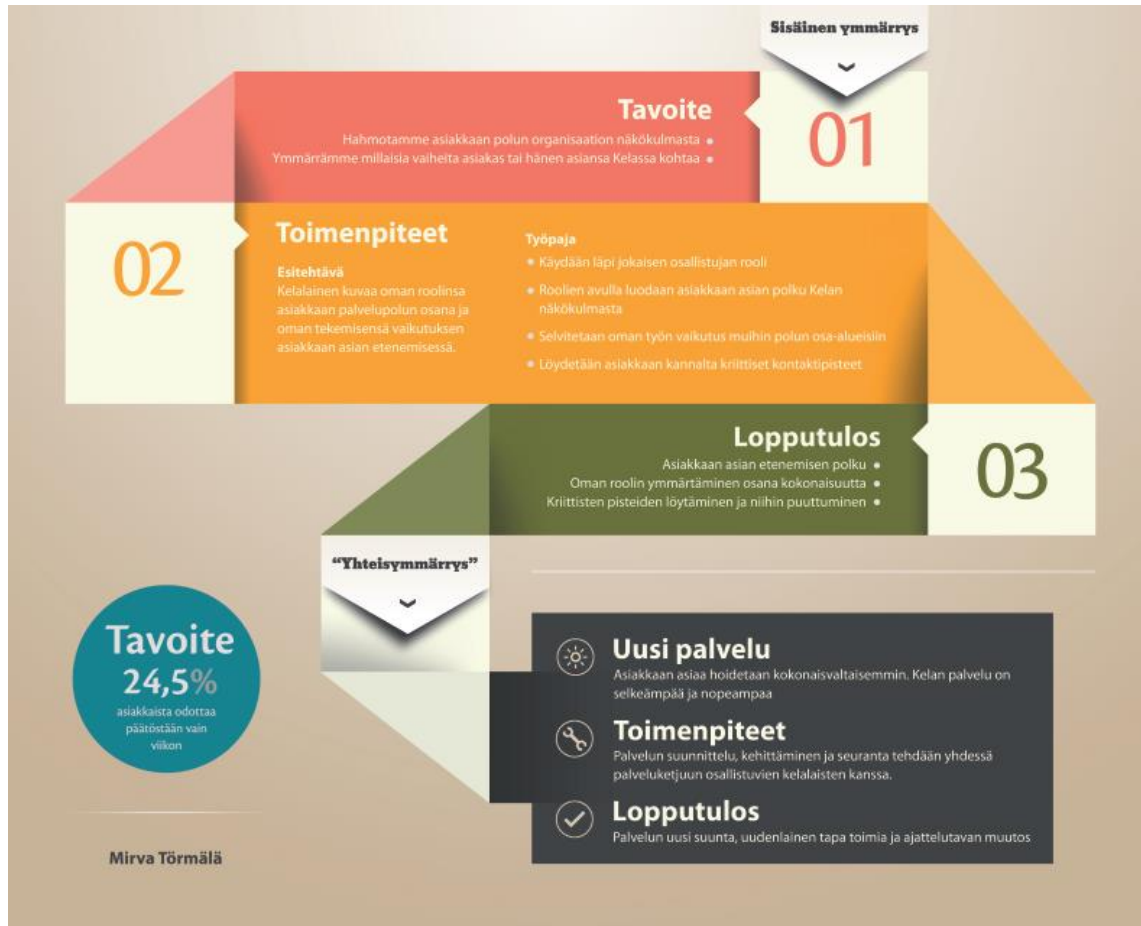 Sisäinen ymmärrys
Tavoite
Hahmotamme asiakkaan polun organisaation näkökulmasta •
Ymmärrämme millaisia vaiheita asiakas tai hänen asiansa Kelassa kohtaa •
01
02
Toimenpiteet
Esitehtävä
Kelalainen kuvaa oman roolinsa
asiakkaan palvelupolun osana ja
oman tekemisensä vaikutuksen
asiakkaan asian etenemisessä.
Työpaja
• Käydään läpi jokaisen osallistujan rooli
• Roolien avulla luodaan asiakkaan asian polku Kelan
näkökulmasta
• Selvitetaan oman työn vaikutus muihin polun osa-alueisiin
• Löydetään asiakkaan kannalta kriittiset kontaktipisteet
Lopputulos
Asiakkaan asian etenemisen polku •
Oman roolin ymmärtäminen osana kokonaisuutta •
Kriittisten pisteiden löytäminen ja niihin puuttuminen •
03
“Yhteisymmärrys”
Tavoite
24,5%
asiakkaista odottaa
päätöstään vain
viikon
Mirva Törmälä
Uusi palvelu
Asiakkaan asiaa hoidetaan kokonaisvaltaisemmin. Kelan palvelu on
selkeämpää ja nopeampaa
Toimenpiteet
Palvelun suunnittelu, kehittäminen ja seuranta tehdään yhdessä
palveluketjuun osallistuvien kelalaisten kanssa.
Lopputulos
Palvelun uusi suunta, uudenlainen tapa toimia ja ajattelutavan muutos